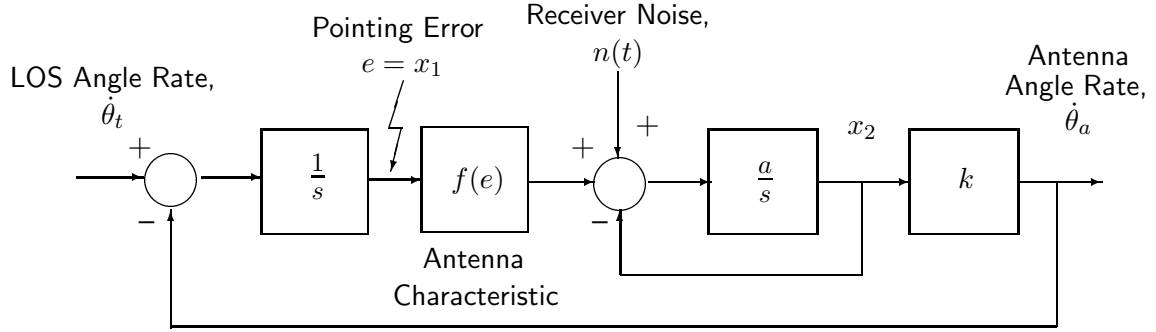 Receiver Noise,
n(t)
Pointing Error
e = x₁
LOS Angle Rate,
θ̇ₜ
Antenna
Angle Rate,
θ̇ₐ
+
−
1/s
f(e)
+
+
−
a/s
x₂
k
Antenna
Characteristic